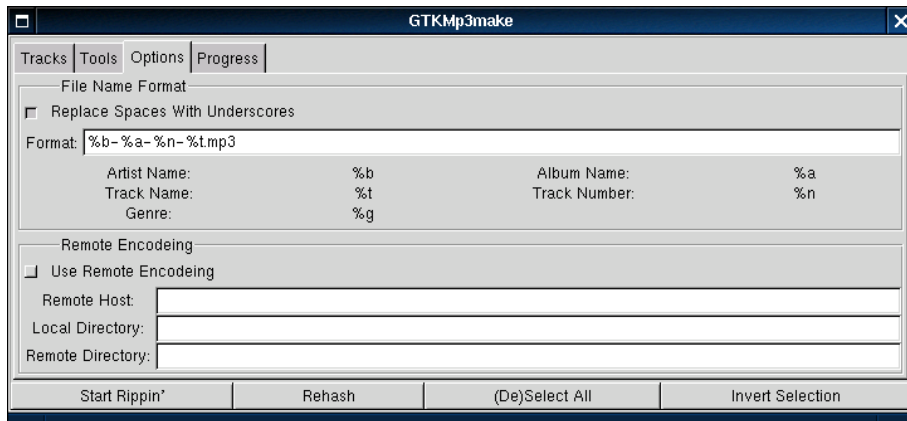 GTKMp3make
Tracks Tools Options Progress
File Name Format
Replace Spaces With Underscores
Format: %b-%a-%n-%t.mp3
Artist Name: %b Album Name: %a
Track Name: %t Track Number: %n
Genre: %g
Remote Encodeing
Use Remote Encodeing
Remote Host:
Local Directory:
Remote Directory:
Start Rippin' Rehash (De)Select All Invert Selection